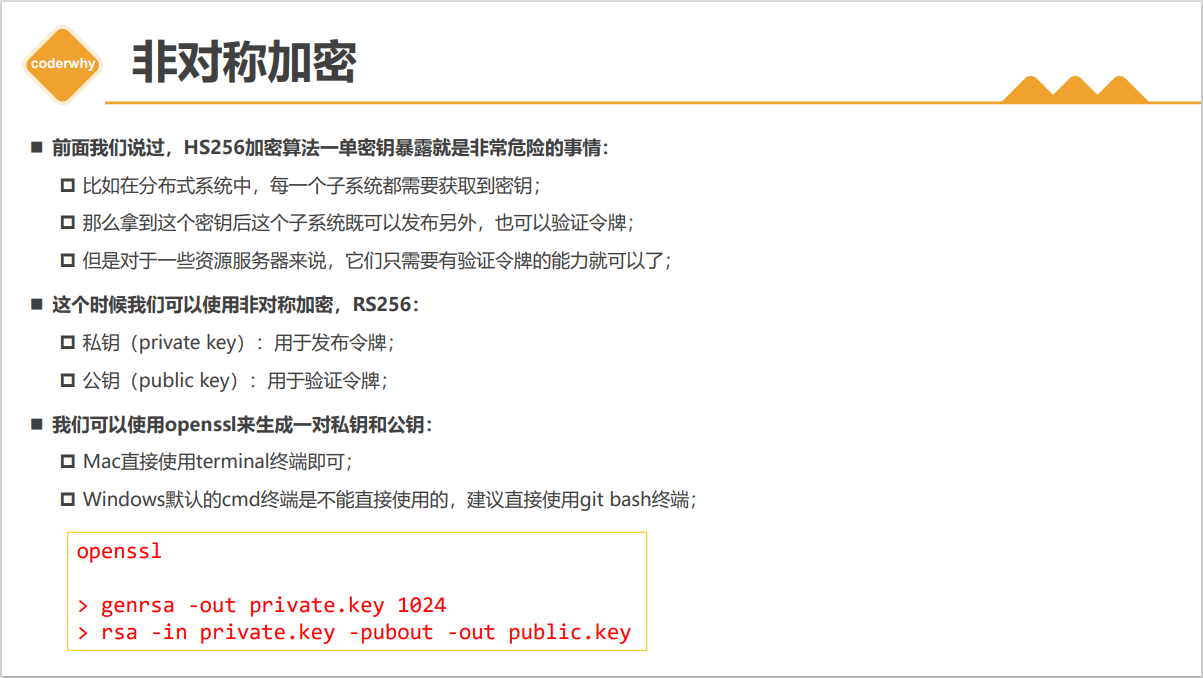 coderwhy
非对称加密
前面我们说过，HS256加密算法一单密钥暴露就是非常危险的事情：
比如在分布式系统中，每一个子系统都需要获取到密钥；
那么拿到这个密钥后这个子系统既可以发布另外，也可以验证令牌；
但是对于一些资源服务器来说，它们只需要有验证令牌的能力就可以了；
这个时候我们可以使用非对称加密，RS256：
私钥（private key）：用于发布令牌；
公钥（public key）：用于验证令牌；
我们可以使用openssl来生成一对私钥和公钥：
Mac直接使用terminal终端即可；
Windows默认的cmd终端是不能直接使用的，建议直接使用git bash终端；
openssl
> genrsa -out private.key 1024
> rsa -in private.key -pubout -out public.key